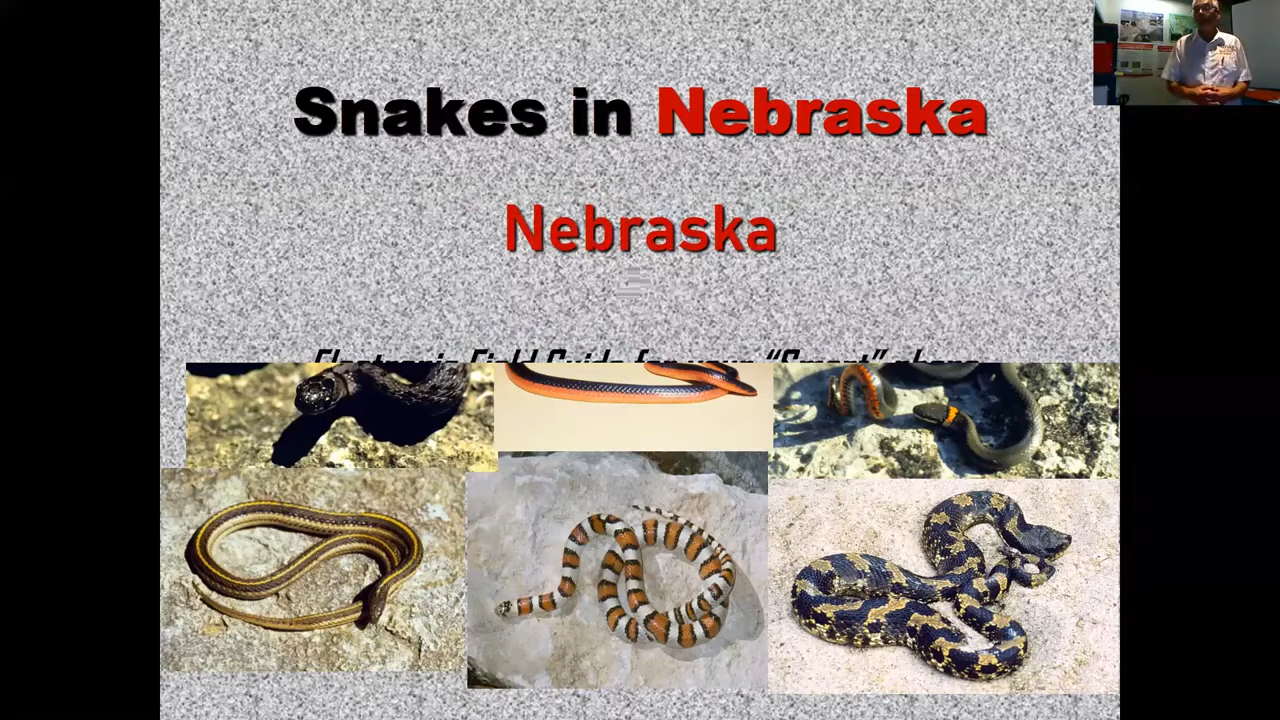 Snakes in Nebraska
Nebraska
Electronic Field Guide for your “Smart” phone